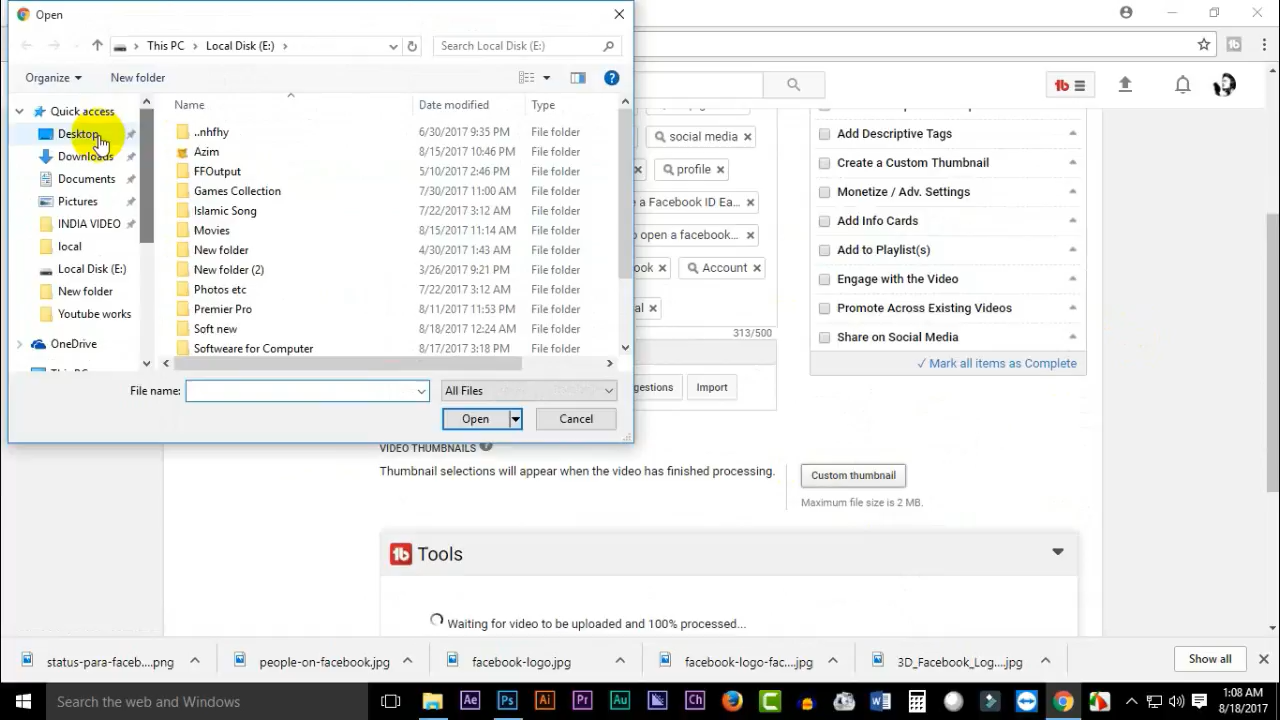 Open
This PC
Local Disk (E:)
Search Local Disk (E:)
Organize
New folder
Quick access
Desktop
Downloads
Documents
Pictures
INDIA VIDEO
local
Local Disk (E:)
New folder
Youtube works
OneDrive
Name Date modified Type
..nhfhy 6/30/2017 9:35 PM File folder
Azim 8/15/2017 10:46 PM File folder
FFOutput 5/10/2017 2:46 PM File folder
Games Collection 7/30/2017 11:00 AM File folder
Islamic Song 7/22/2017 3:12 AM File folder
Movies 8/15/2017 11:14 AM File folder
New folder 4/30/2017 1:43 AM File folder
New folder (2) 3/26/2017 9:21 PM File folder
Photos etc 7/22/2017 3:12 AM File folder
Premier Pro 8/11/2017 11:53 PM File folder
Soft new 8/18/2017 12:24 AM File folder
Softweare for Computer 8/17/2017 3:18 PM File folder
File name:
All Files
Open
Cancel
social media
profile
e a Facebook ID Ea...
o open a facebook...
ook
Account
al
313/500
gestions
Import
Add Descriptive Tags
Create a Custom Thumbnail
Monetize / Adv. Settings
Add Info Cards
Add to Playlist(s)
Engage with the Video
Promote Across Existing Videos
Share on Social Media
✓ Mark all items as Complete
VIDEO THUMBNAILS ?
Thumbnail selections will appear when the video has finished processing.
Custom thumbnail
Maximum file size is 2 MB.
Tools
Waiting for video to be uploaded and 100% processed...
status-para-faceb....png
people-on-facebook.jpg
facebook-logo.jpg
facebook-logo-fac....jpg
3D_Facebook_Log....jpg
Show all
Search the web and Windows
Ae
Ps
Ai
Pr
Au
Ch
1:08 AM
8/18/2017